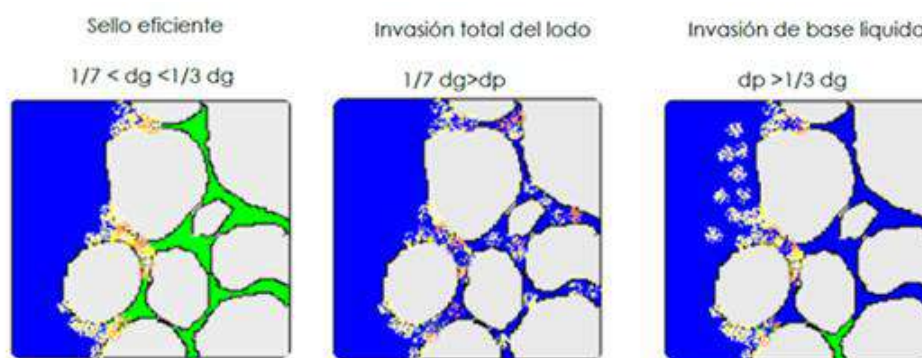 Sello eficiente
1/7 < dg <1/3 dg
Invasión total del lodo
1/7 dg>dp
Invasión de base liquida
dp >1/3 dg